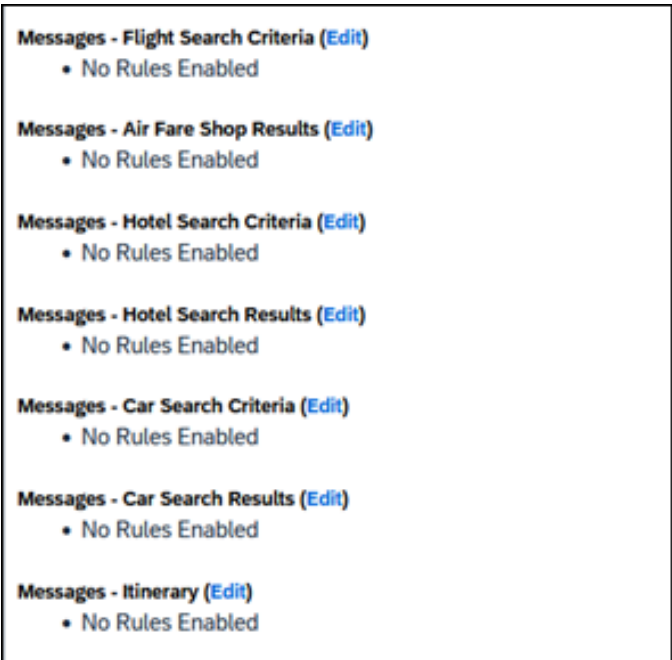 Messages - Flight Search Criteria (Edit)
• No Rules Enabled
Messages - Air Fare Shop Results (Edit)
• No Rules Enabled
Messages - Hotel Search Criteria (Edit)
• No Rules Enabled
Messages - Hotel Search Results (Edit)
• No Rules Enabled
Messages - Car Search Criteria (Edit)
• No Rules Enabled
Messages - Car Search Results (Edit)
• No Rules Enabled
Messages - Itinerary (Edit)
• No Rules Enabled